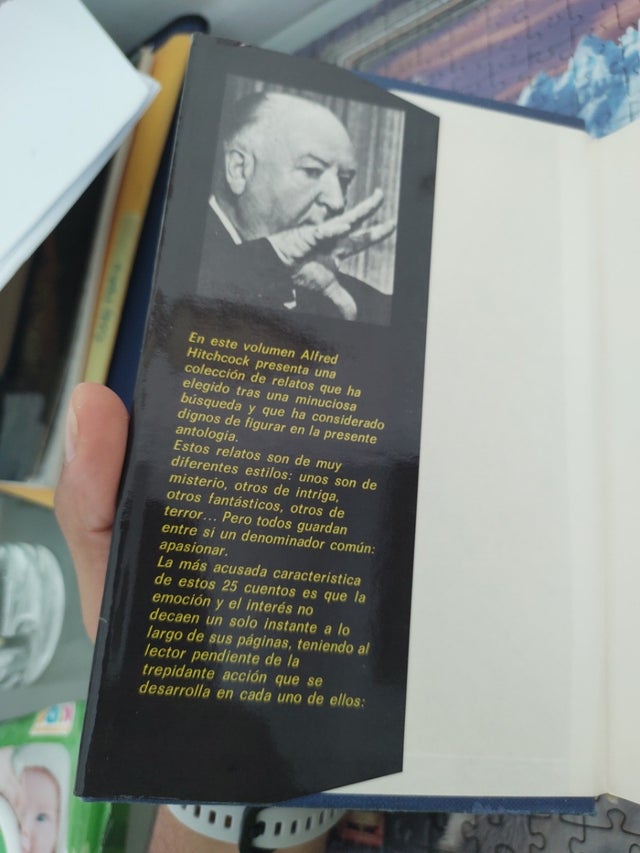 En este volumen Alfred
Hitchcock presenta una
colección de relatos que ha
elegido tras una minuciosa
búsqueda y que ha considerado
dignos de figurar en la presente
antologia.
Estos relatos son de muy
diferentes estilos: unos son de
misterio, otros de intriga,
otros fantásticos, otros de
terror... Pero todos guardan
entre si un denominador común:
apasionar.
La más acusada caracteristica
de estos 25 cuentos es que la
emoción y el interés no
decaen un solo instante a lo
largo de sus páginas, teniendo al
lector pendiente de la
trepidante acción que se
desarrolla en cada uno de ellos: